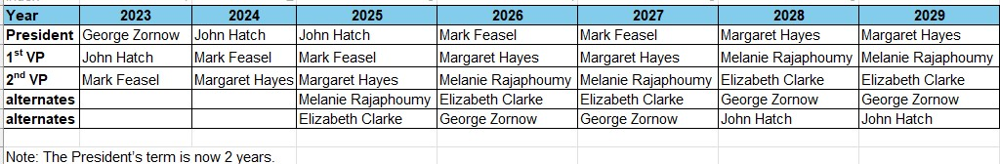 Year 2023 2024 2025 2026 2027 2028 2029
President George Zornow John Hatch John Hatch Mark Feasel Mark Feasel Margaret Hayes Margaret Hayes
1st VP John Hatch Mark Feasel Mark Feasel Margaret Hayes Margaret Hayes Melanie Rajaphoumy Melanie Rajaphoumy
2nd VP Mark Feasel Margaret Hayes Margaret Hayes Melanie Rajaphoumy Melanie Rajaphoumy Elizabeth Clarke Elizabeth Clarke
alternates Melanie Rajaphoumy Elizabeth Clarke Elizabeth Clarke George Zornow George Zornow
alternates Elizabeth Clarke George Zornow George Zornow John Hatch John Hatch
Note: The President's term is now 2 years.